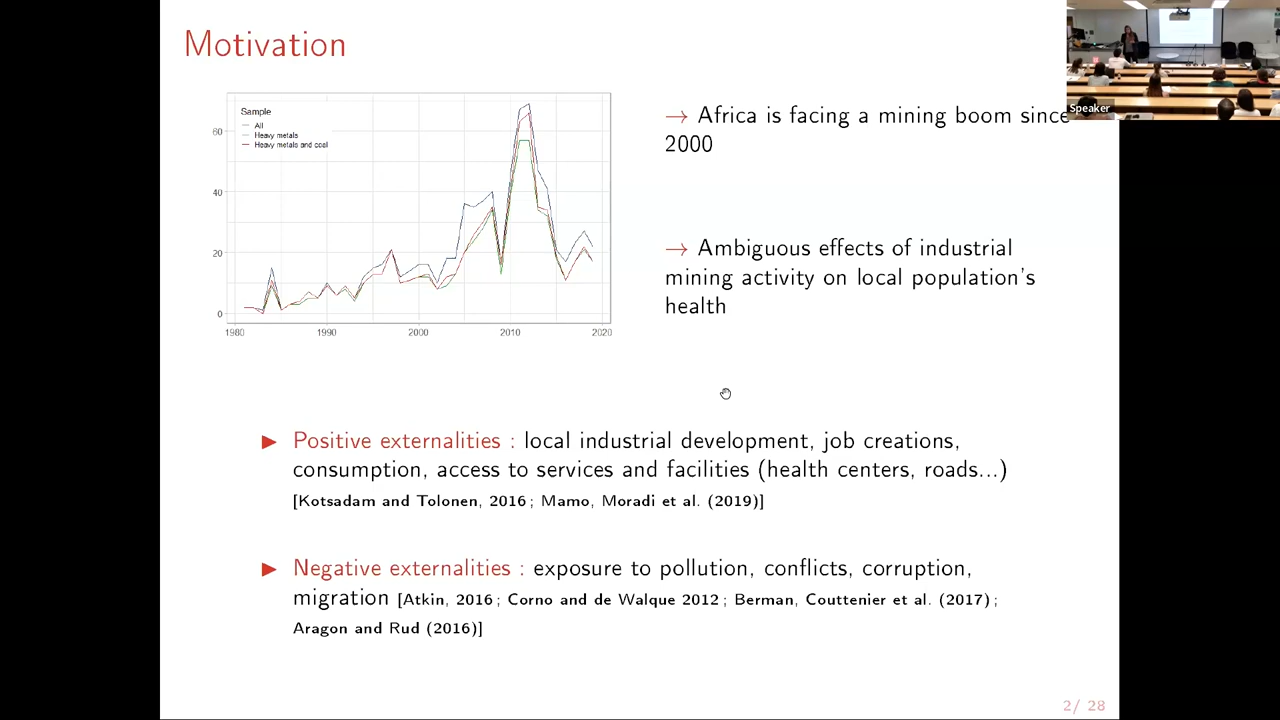 Motivation
Sample
All
Heavy metals
Heavy metals and coal
60
40
20
0
1980
1990
2000
2010
2020
→ Africa is facing a mining boom since
2000
→ Ambiguous effects of industrial
mining activity on local population's
health
Speaker
▶ Positive externalities : local industrial development, job creations,
consumption, access to services and facilities (health centers, roads...)
[Kotsadam and Tolonen, 2016 ; Mamo, Moradi et al. (2019)]
▶ Negative externalities : exposure to pollution, conflicts, corruption,
migration [Atkin, 2016 ; Corno and de Walque 2012 ; Berman, Couttenier et al. (2017) ;
Aragon and Rud (2016)]
2/ 28